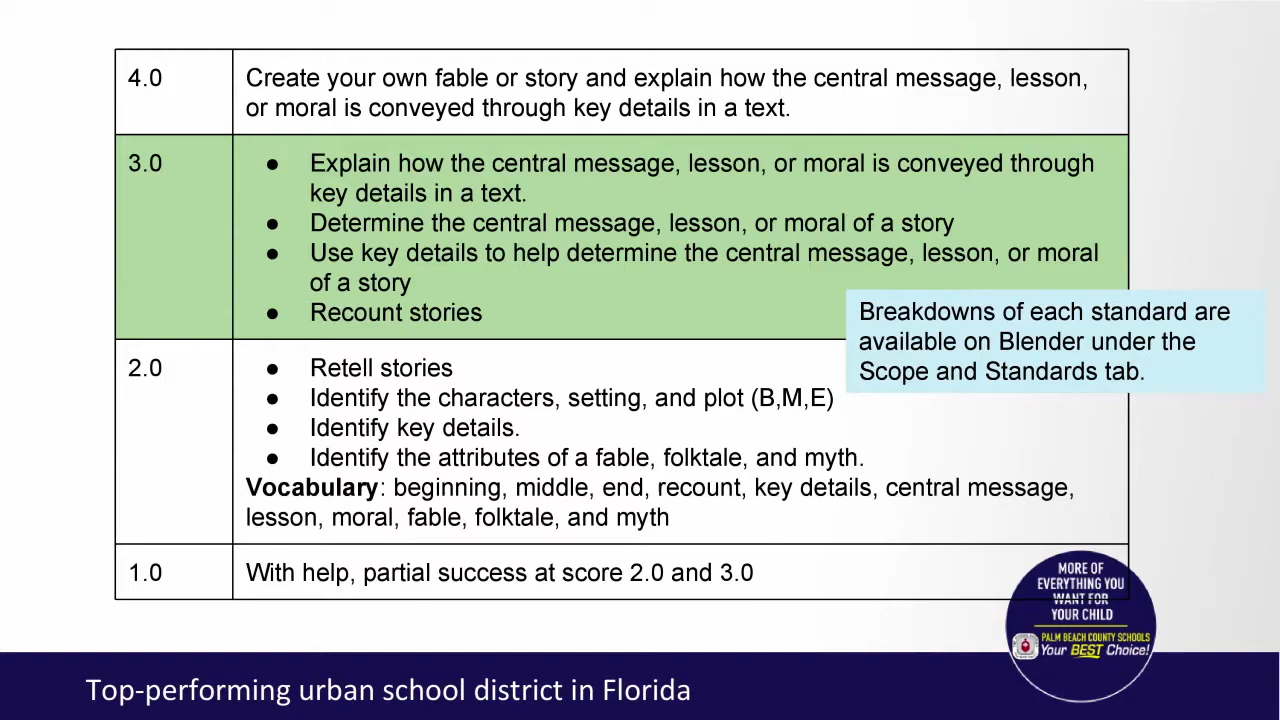 4.0
Create your own fable or story and explain how the central message, lesson,
or moral is conveyed through key details in a text.
3.0
● Explain how the central message, lesson, or moral is conveyed through
key details in a text.
● Determine the central message, lesson, or moral of a story
● Use key details to help determine the central message, lesson, or moral
of a story
● Recount stories
Breakdowns of each standard are
available on Blender under the
Scope and Standards tab.
2.0
● Retell stories
● Identify the characters, setting, and plot (B,M,E)
● Identify key details.
● Identify the attributes of a fable, folktale, and myth.
Vocabulary: beginning, middle, end, recount, key details, central message,
lesson, moral, fable, folktale, and myth
1.0
With help, partial success at score 2.0 and 3.0
MORE OF
EVERYTHING YOU
WANT FOR
YOUR CHILD
PALM BEACH COUNTY SCHOOLS
Your BEST Choice!
Top-performing urban school district in Florida